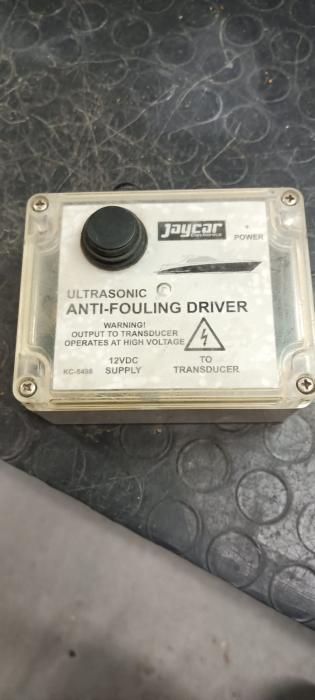 Jaycar
Electronics
POWER
ULTRASONIC
ANTI-FOULING DRIVER
WARNING!
OUTPUT TO TRANSDUCER
OPERATES AT HIGH VOLTAGE
12VDC
SUPPLY
TO
TRANSDUCER
KC-5498